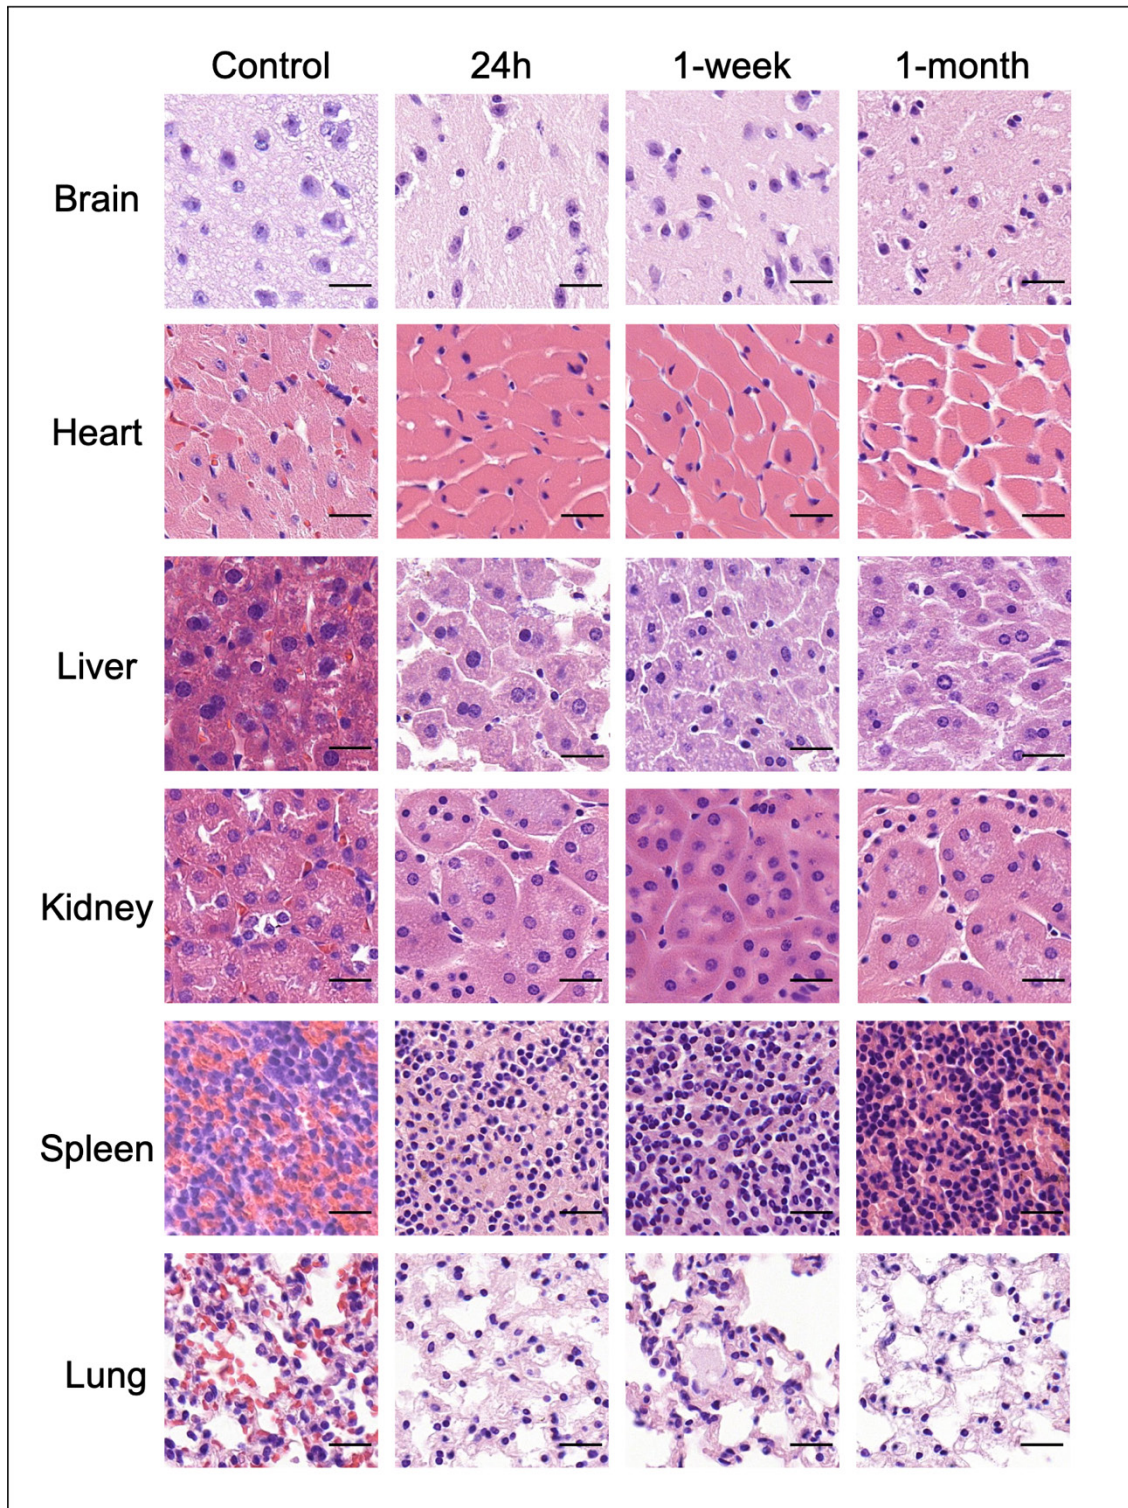 Control 24h 1-week 1-month
Brain
Heart
Liver
Kidney
Spleen
Lung